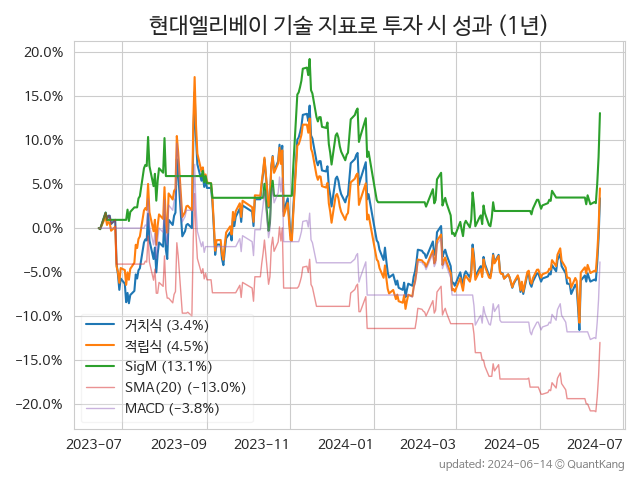 현대엘리베이 기술 지표로 투자 시 성과 (1년)
20.0%
15.0%
10.0%
5.0%
0.0%
−5.0%
−10.0%
−15.0%
−20.0%
거치식 (3.4%)
적립식 (4.5%)
SigM (13.1%)
SMA(20) (−13.0%)
MACD (−3.8%)
2023-07 2023-09 2023-11 2024-01 2024-03 2024-05 2024-07
updated: 2024-06-14 © QuantKang